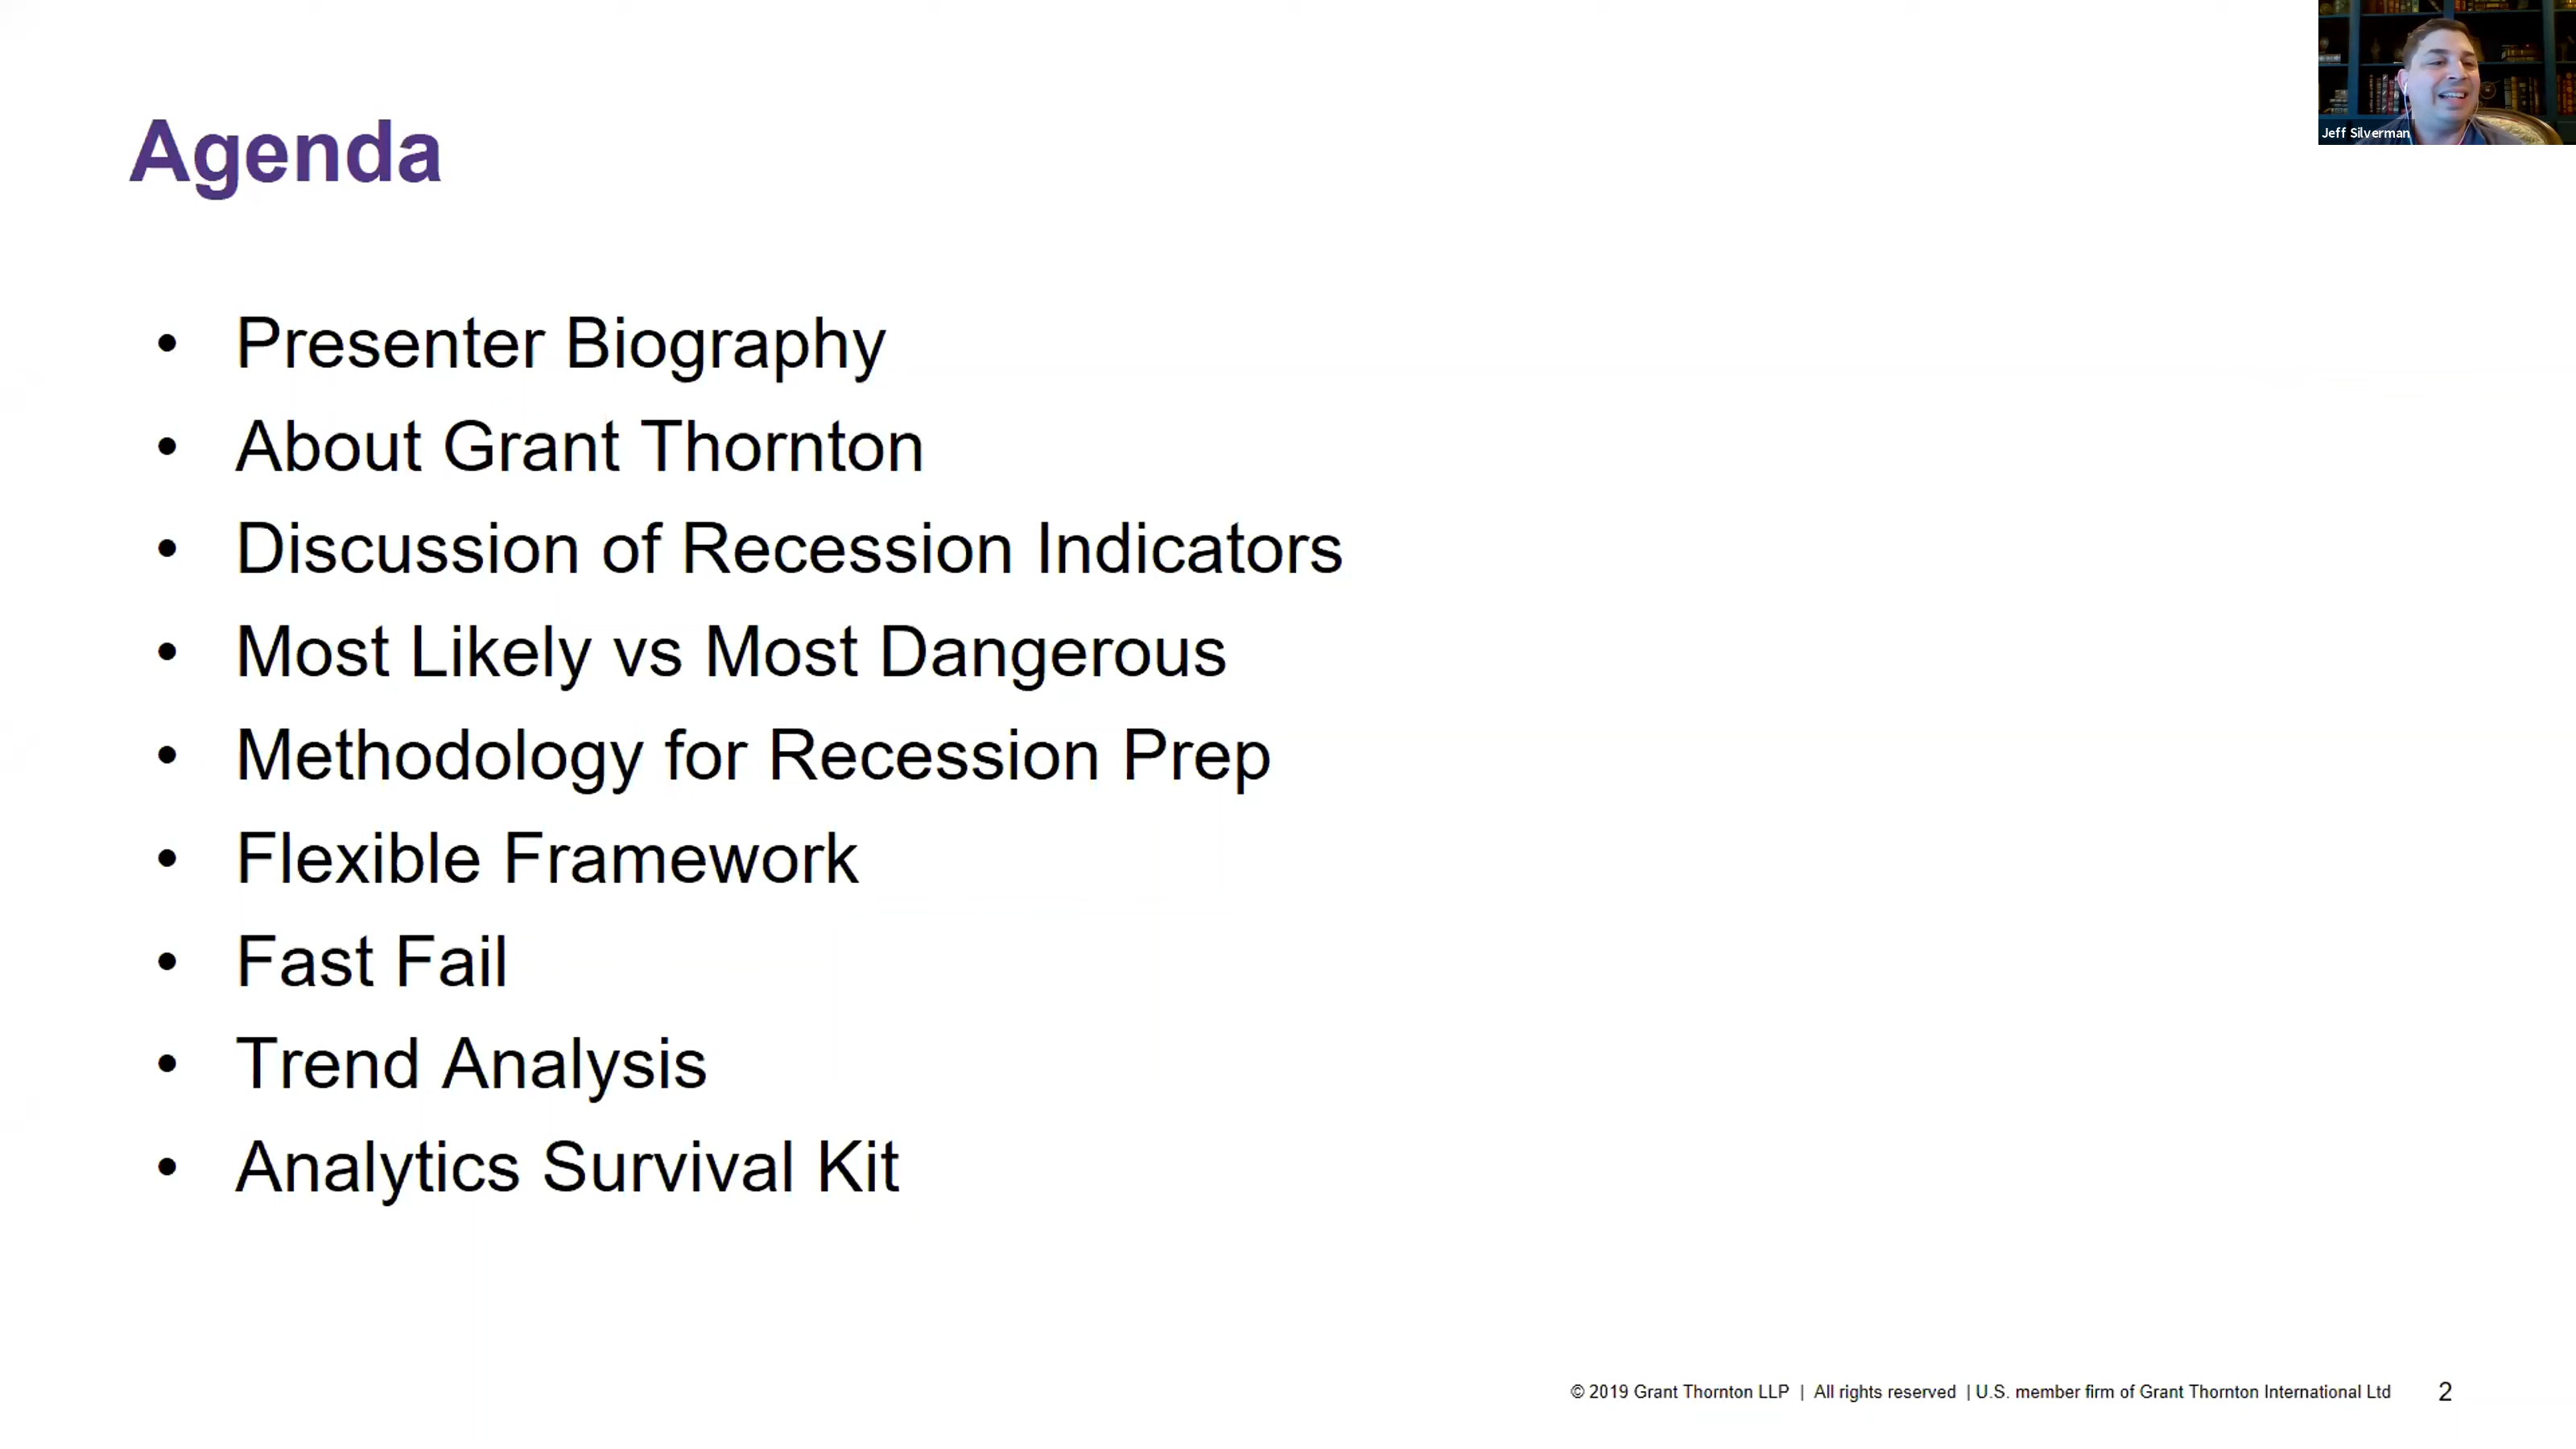 Jeff Silverman
Agenda
• Presenter Biography
• About Grant Thornton
• Discussion of Recession Indicators
• Most Likely vs Most Dangerous
• Methodology for Recession Prep
• Flexible Framework
• Fast Fail
• Trend Analysis
• Analytics Survival Kit
© 2019 Grant Thornton LLP | All rights reserved | U.S. member firm of Grant Thornton International Ltd 2